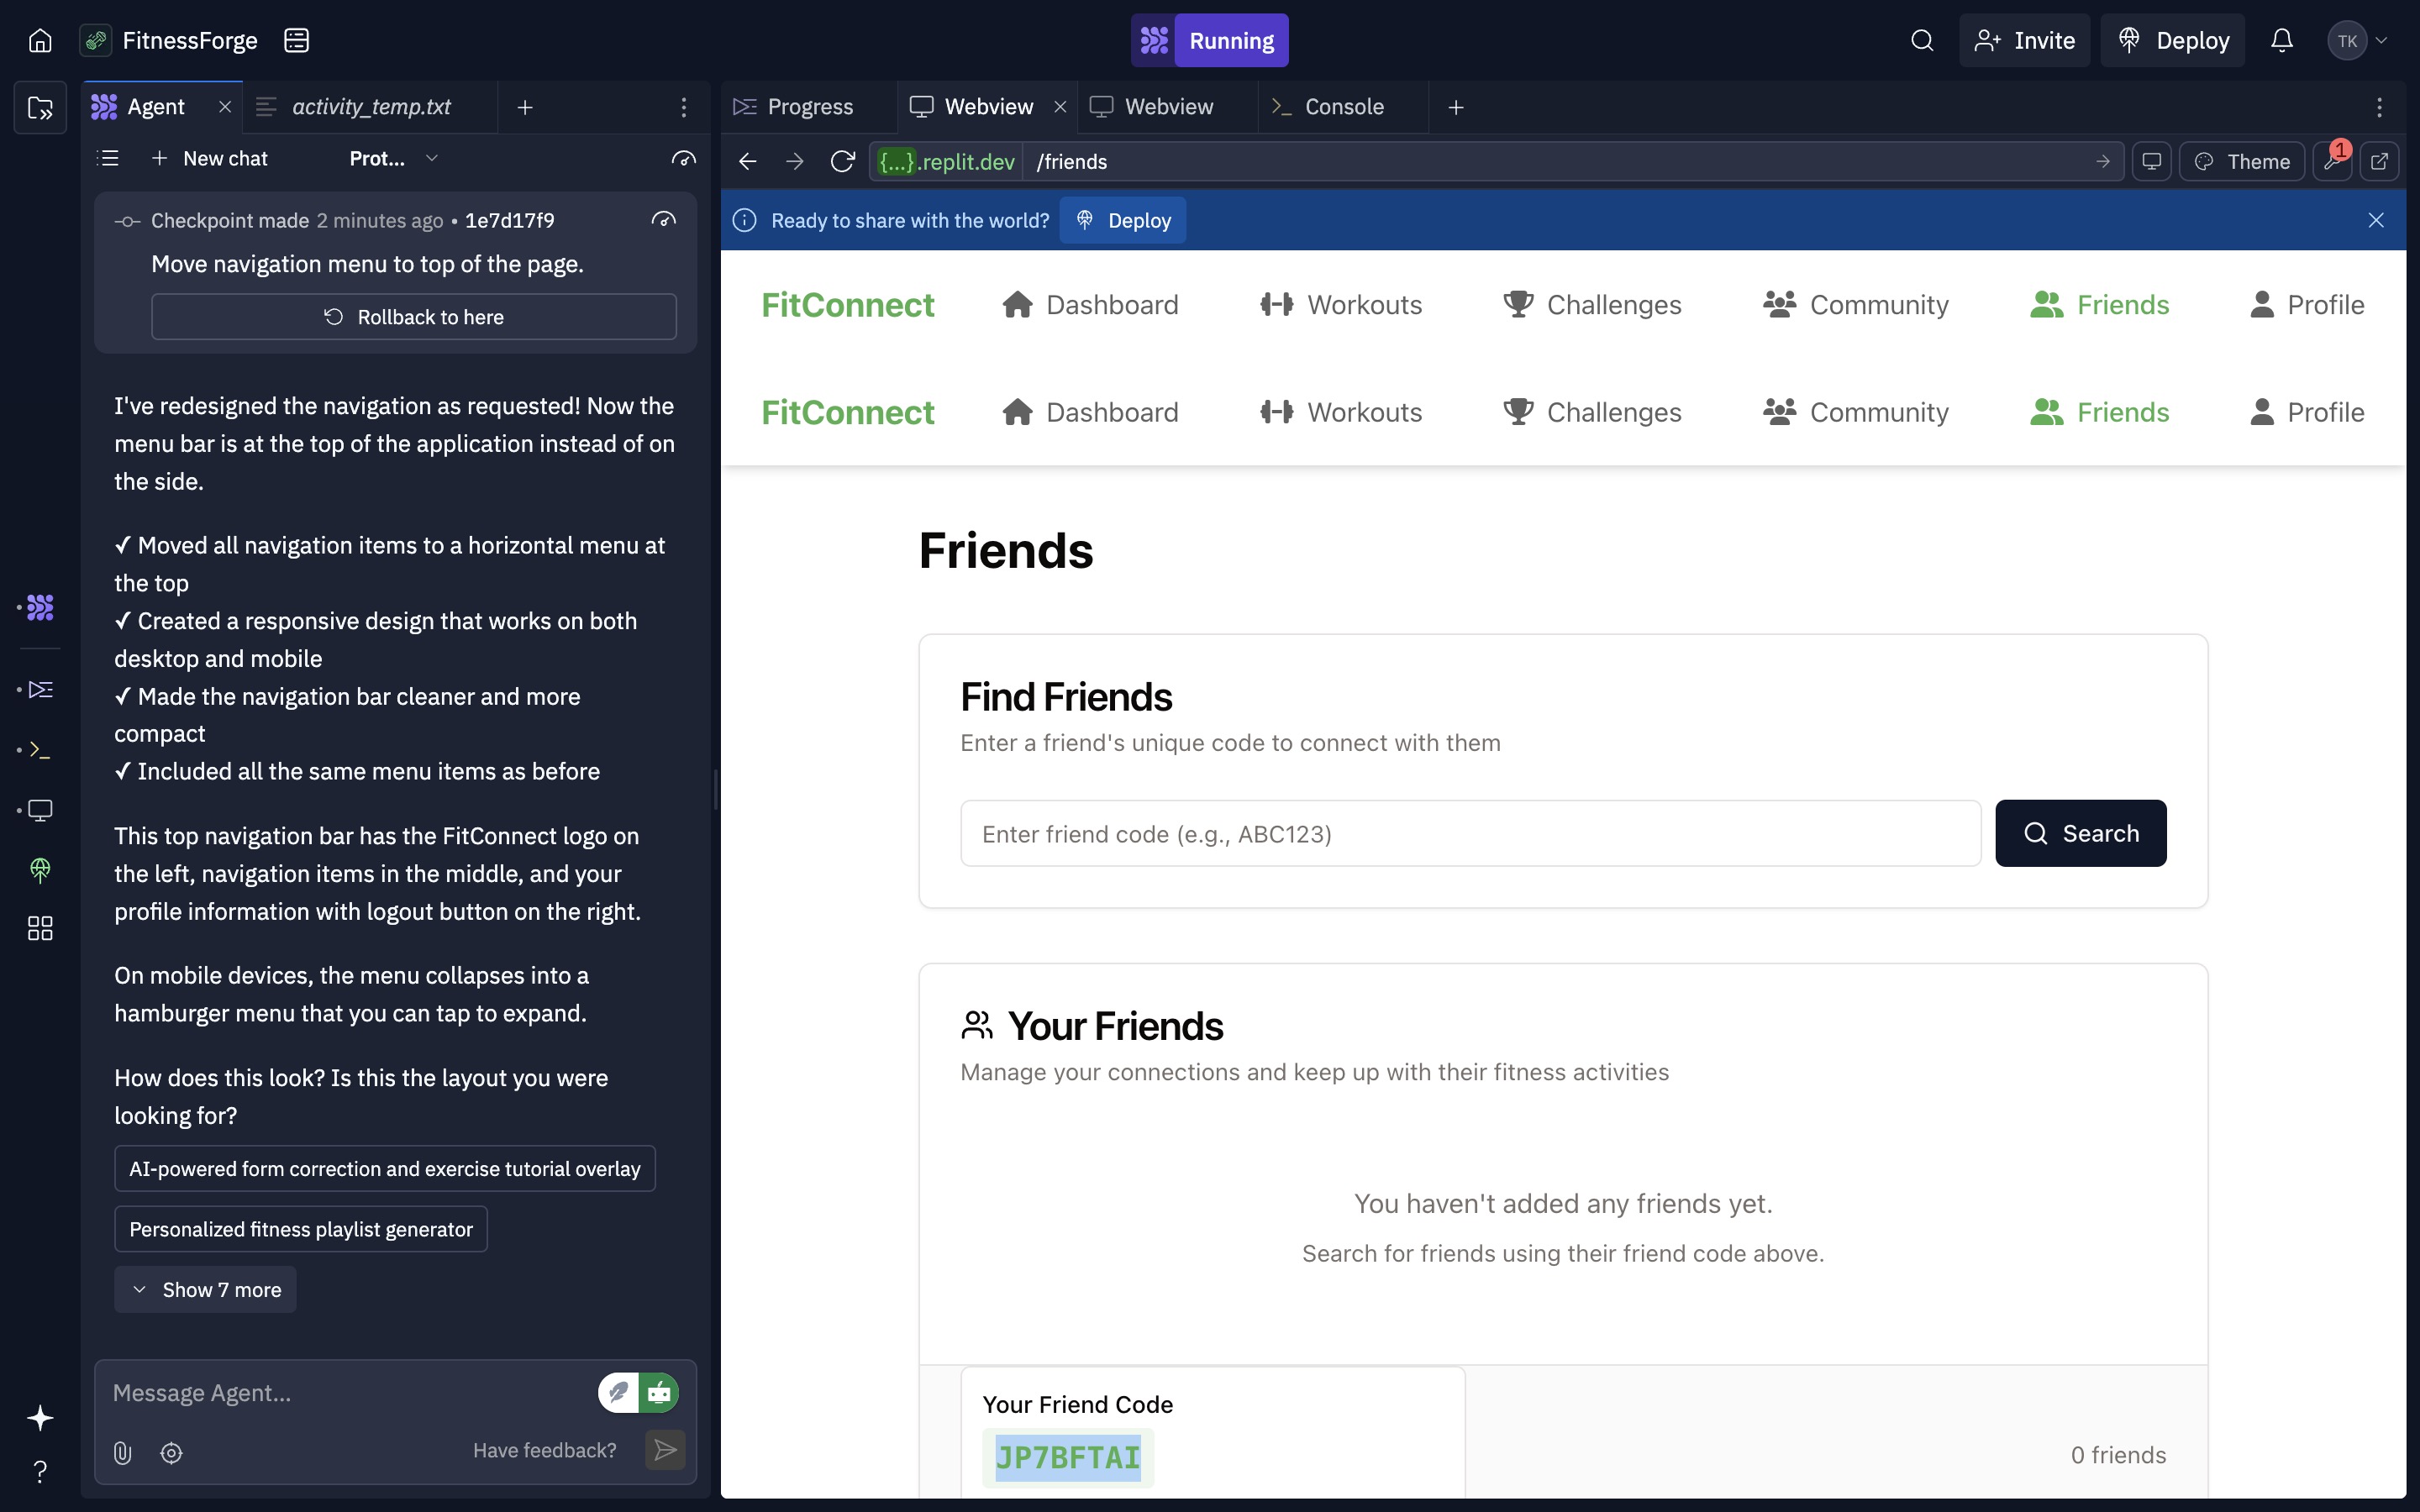 FitnessForge
Running
Invite
Deploy
TK
Agent
activity_temp.txt
New chat
Prot...
Checkpoint made 2 minutes ago • 1e7d17f9
Move navigation menu to top of the page.
Rollback to here
I've redesigned the navigation as requested! Now the
menu bar is at the top of the application instead of on
the side.
✓ Moved all navigation items to a horizontal menu at
the top
✓ Created a responsive design that works on both
desktop and mobile
✓ Made the navigation bar cleaner and more
compact
✓ Included all the same menu items as before
This top navigation bar has the FitConnect logo on
the left, navigation items in the middle, and your
profile information with logout button on the right.
On mobile devices, the menu collapses into a
hamburger menu that you can tap to expand.
How does this look? Is this the layout you were
looking for?
AI-powered form correction and exercise tutorial overlay
Personalized fitness playlist generator
Show 7 more
Message Agent...
Have feedback?
Progress
Webview
Webview
Console
{...}.replit.dev /friends
Theme
1
Ready to share with the world? Deploy
FitConnect Dashboard Workouts Challenges Community Friends Profile
FitConnect Dashboard Workouts Challenges Community Friends Profile
Friends
Find Friends
Enter a friend's unique code to connect with them
Enter friend code (e.g., ABC123)
Search
Your Friends
Manage your connections and keep up with their fitness activities
You haven't added any friends yet.
Search for friends using their friend code above.
Your Friend Code
JP7BFTAI
0 friends